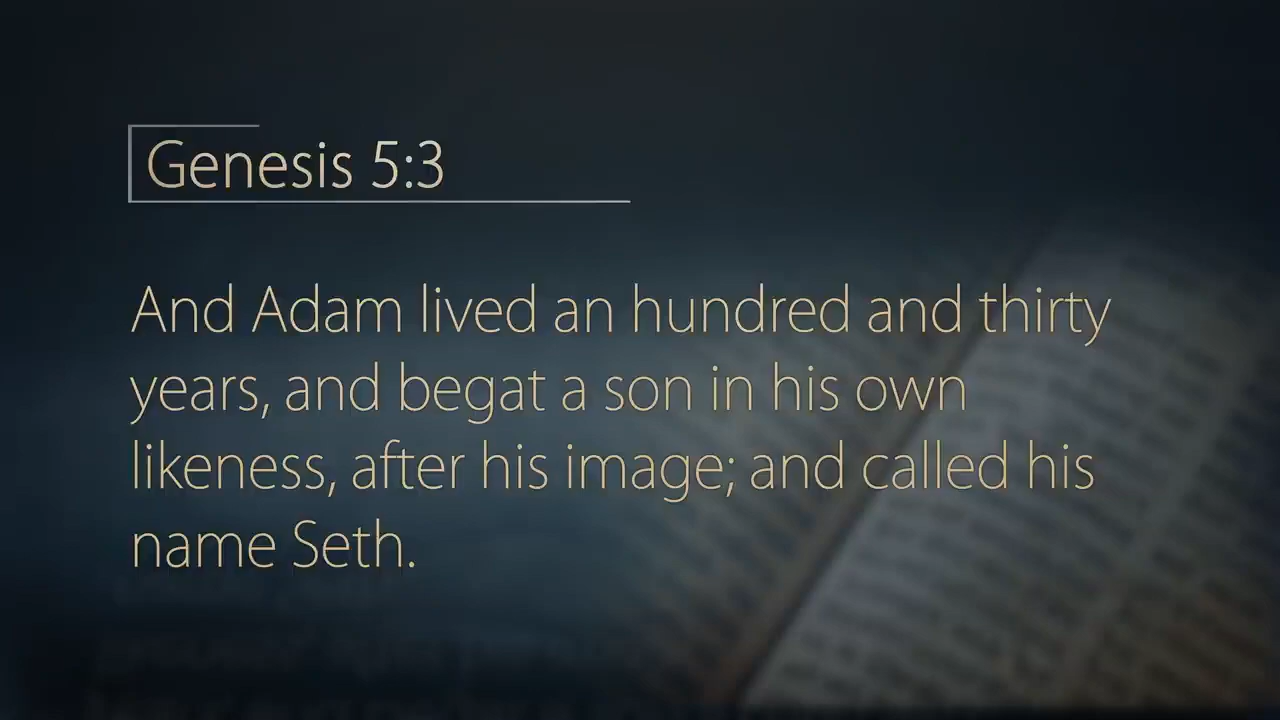 Genesis 5:3
And Adam lived an hundred and thirty
years, and begat a son in his own
likeness, after his image; and called his
name Seth.